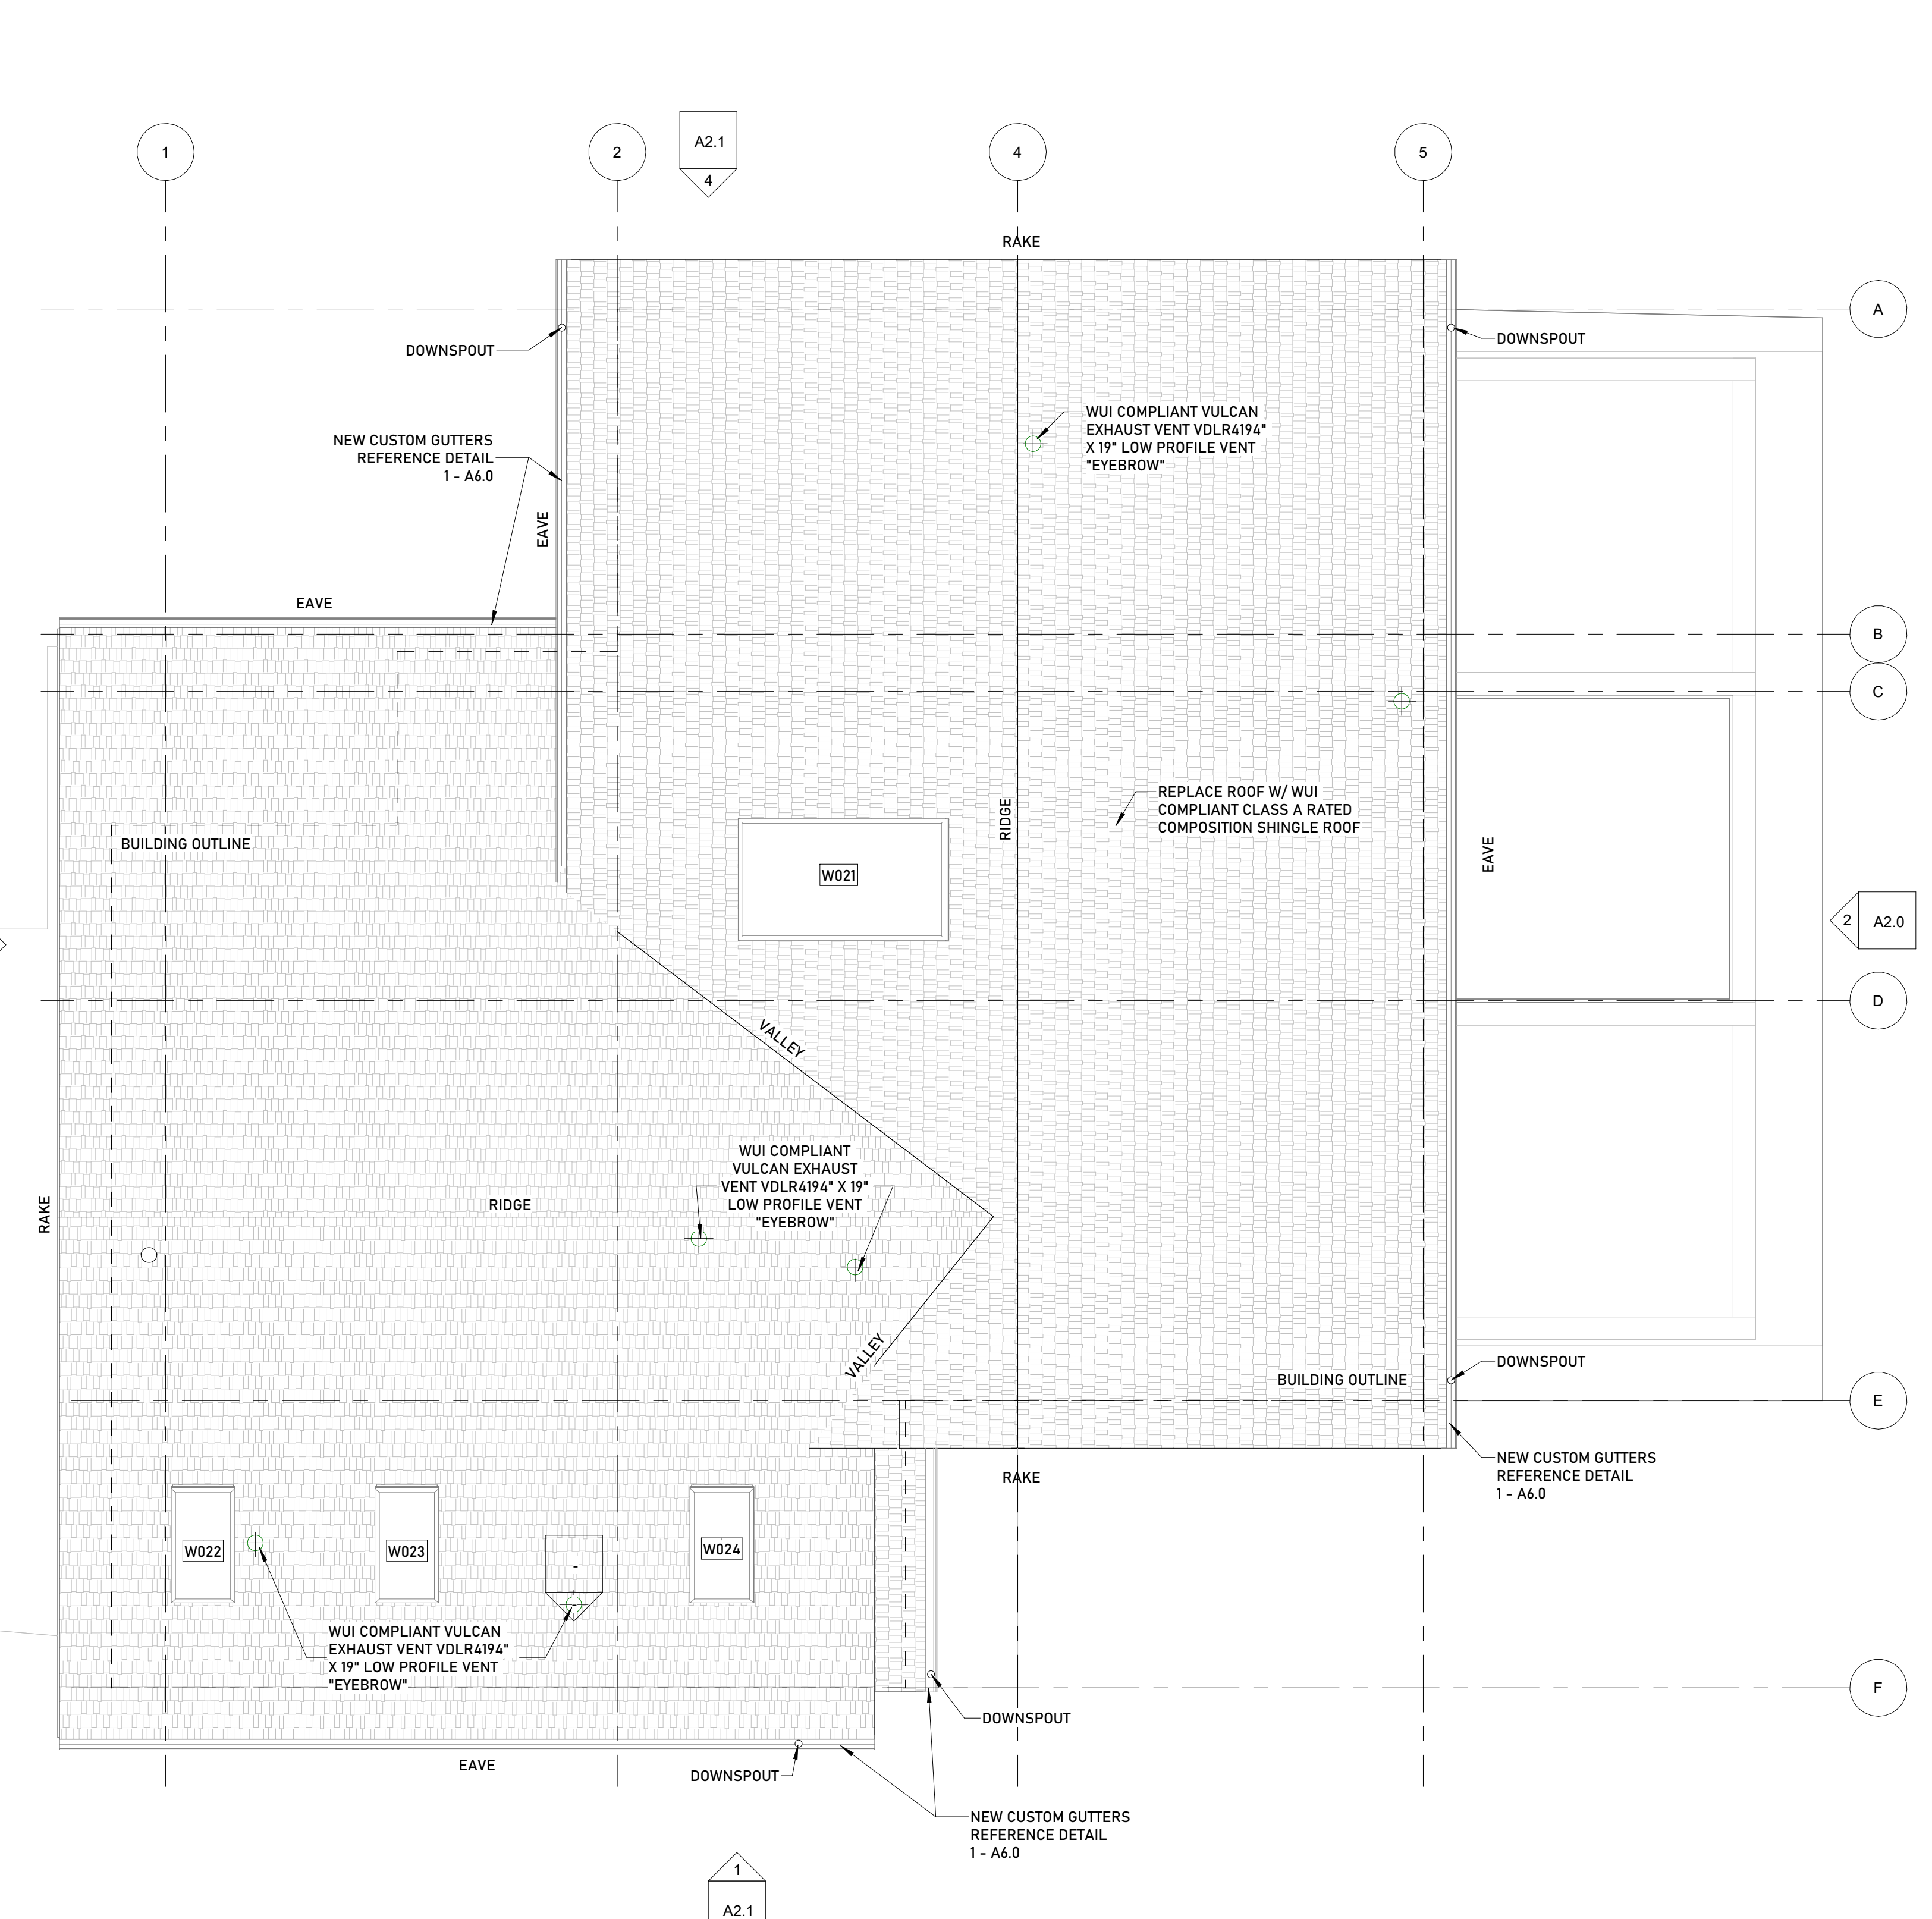 1
2
4
5
A2.1
4
RAKE
A
DOWNSPOUT
DOWNSPOUT
WUI COMPLIANT VULCAN
EXHAUST VENT VDLR4194"
X 19" LOW PROFILE VENT
"EYEBROW"
NEW CUSTOM GUTTERS
REFERENCE DETAIL
1 - A6.0
EAVE
EAVE
B
C
REPLACE ROOF W/ WUI
COMPLIANT CLASS A RATED
COMPOSITION SHINGLE ROOF
RIDGE
BUILDING OUTLINE
EAVE
W021
2
A2.0
D
VALLEY
WUI COMPLIANT
VULCAN EXHAUST
VENT VDLR4194" X 19"
LOW PROFILE VENT
"EYEBROW"
RAKE
RIDGE
VALLEY
DOWNSPOUT
BUILDING OUTLINE
E
NEW CUSTOM GUTTERS
REFERENCE DETAIL
1 - A6.0
RAKE
W022
W023
-
W024
-
WUI COMPLIANT VULCAN
EXHAUST VENT VDLR4194"
X 19" LOW PROFILE VENT
"EYEBROW"
F
DOWNSPOUT
EAVE
DOWNSPOUT
NEW CUSTOM GUTTERS
REFERENCE DETAIL
1 - A6.0
1
A2.1